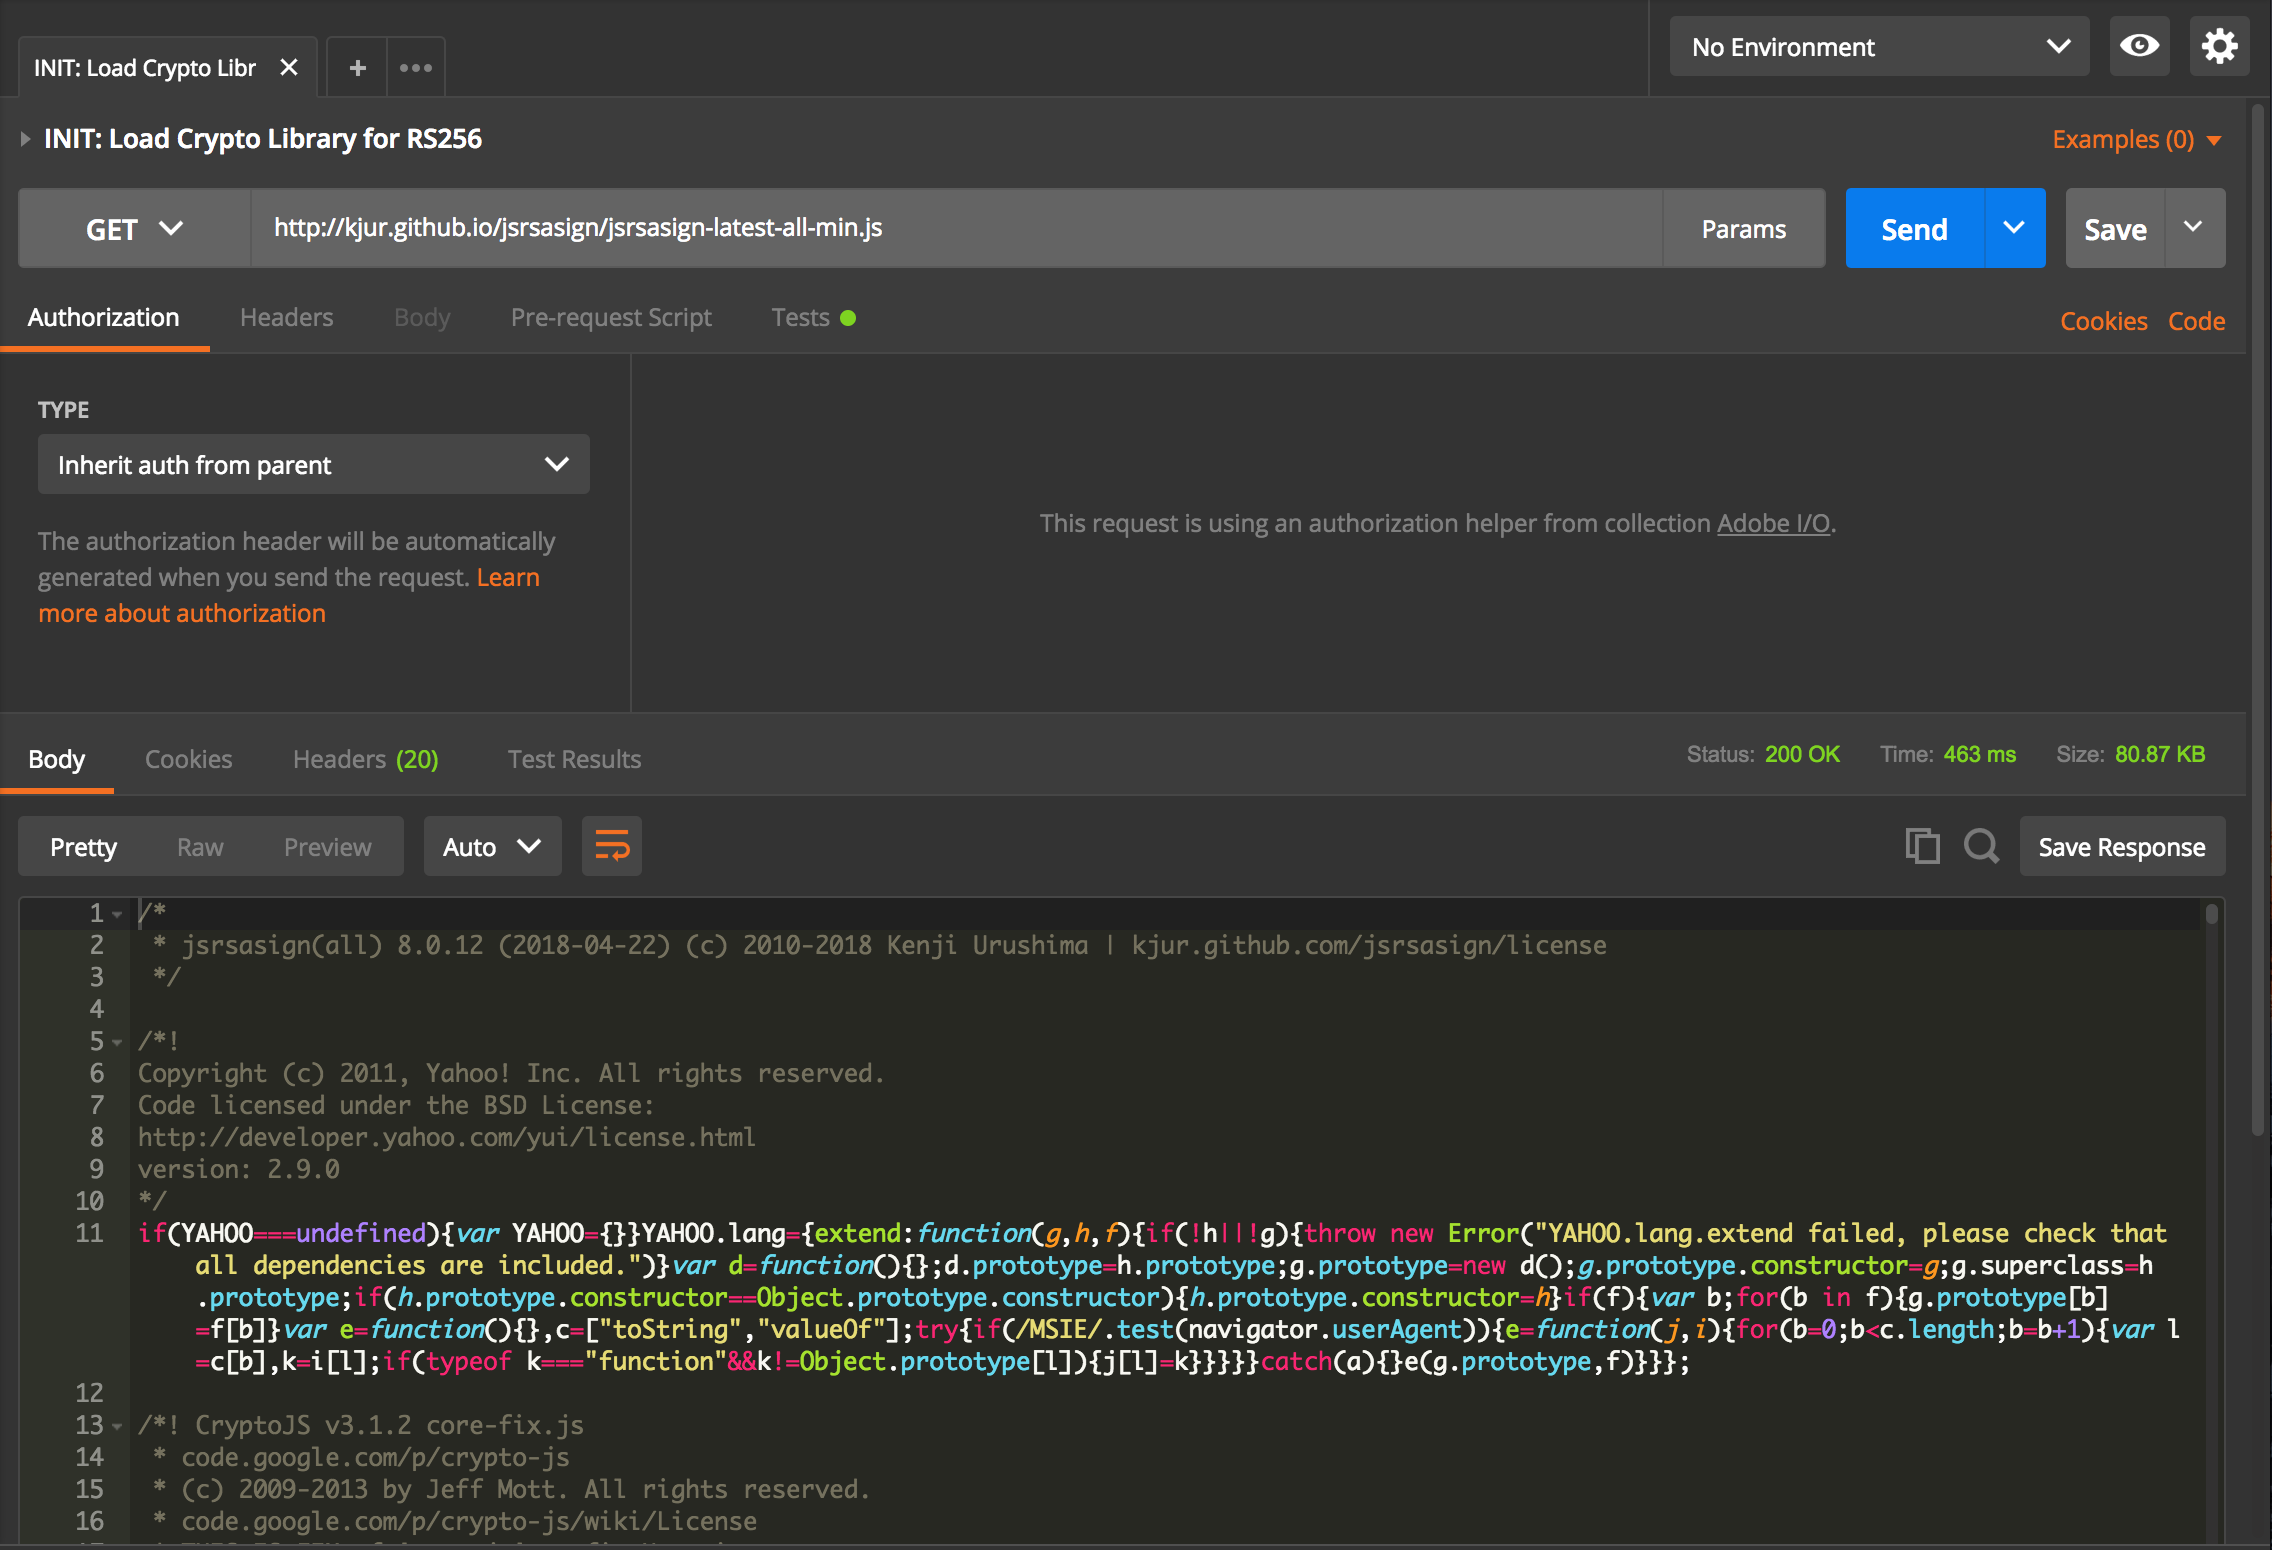 INIT: Load Crypto Libr
No Environment
INIT: Load Crypto Library for RS256
Examples (0)
GET
http://kjur.github.io/jsrsasign/jsrsasign-latest-all-min.js
Params
Send
Save
Authorization
Headers
Body
Pre-request Script
Tests
Cookies
Code
TYPE
Inherit auth from parent
The authorization header will be automatically
generated when you send the request. Learn
more about authorization
This request is using an authorization helper from collection Adobe I/O.
Body
Cookies
Headers (20)
Test Results
Status: 200 OK
Time: 463 ms
Size: 80.87 KB
Pretty
Raw
Preview
Auto
Save Response
1 /*
2 * jsrsasign(all) 8.0.12 (2018-04-22) (c) 2010-2018 Kenji Urushima | kjur.github.com/jsrsasign/license
3 */
4
5 /*!
6 Copyright (c) 2011, Yahoo! Inc. All rights reserved.
7 Code licensed under the BSD License:
8 http://developer.yahoo.com/yui/license.html
9 version: 2.9.0
10 */
11 if(YAHOO===undefined){var YAHOO={}}YAHOO.lang={extend:function(g,h,f){if(!h||!g){throw new Error("YAHOO.lang.extend failed, please check that
all dependencies are included.")}var d=function(){};d.prototype=h.prototype;g.prototype=new d();g.prototype.constructor=g;g.superclass=h
.prototype;if(h.prototype.constructor==Object.prototype.constructor){h.prototype.constructor=h}if(f){var b;for(b in f){g.prototype[b]
=f[b]}var e=function(){},c=["toString","valueOf"];try{if(/MSIE/.test(navigator.userAgent)){e=function(j,i){for(b=0;b<c.length;b=b+1){var l
=c[b],k=i[l];if(typeof k==="function"&&k!=Object.prototype[l]){j[l]=k}}}}}catch(a){}e(g.prototype,f)}}};
12
13 /*! CryptoJS v3.1.2 core-fix.js
14 * code.google.com/p/crypto-js
15 * (c) 2009-2013 by Jeff Mott. All rights reserved.
16 * code.google.com/p/crypto-js/wiki/License